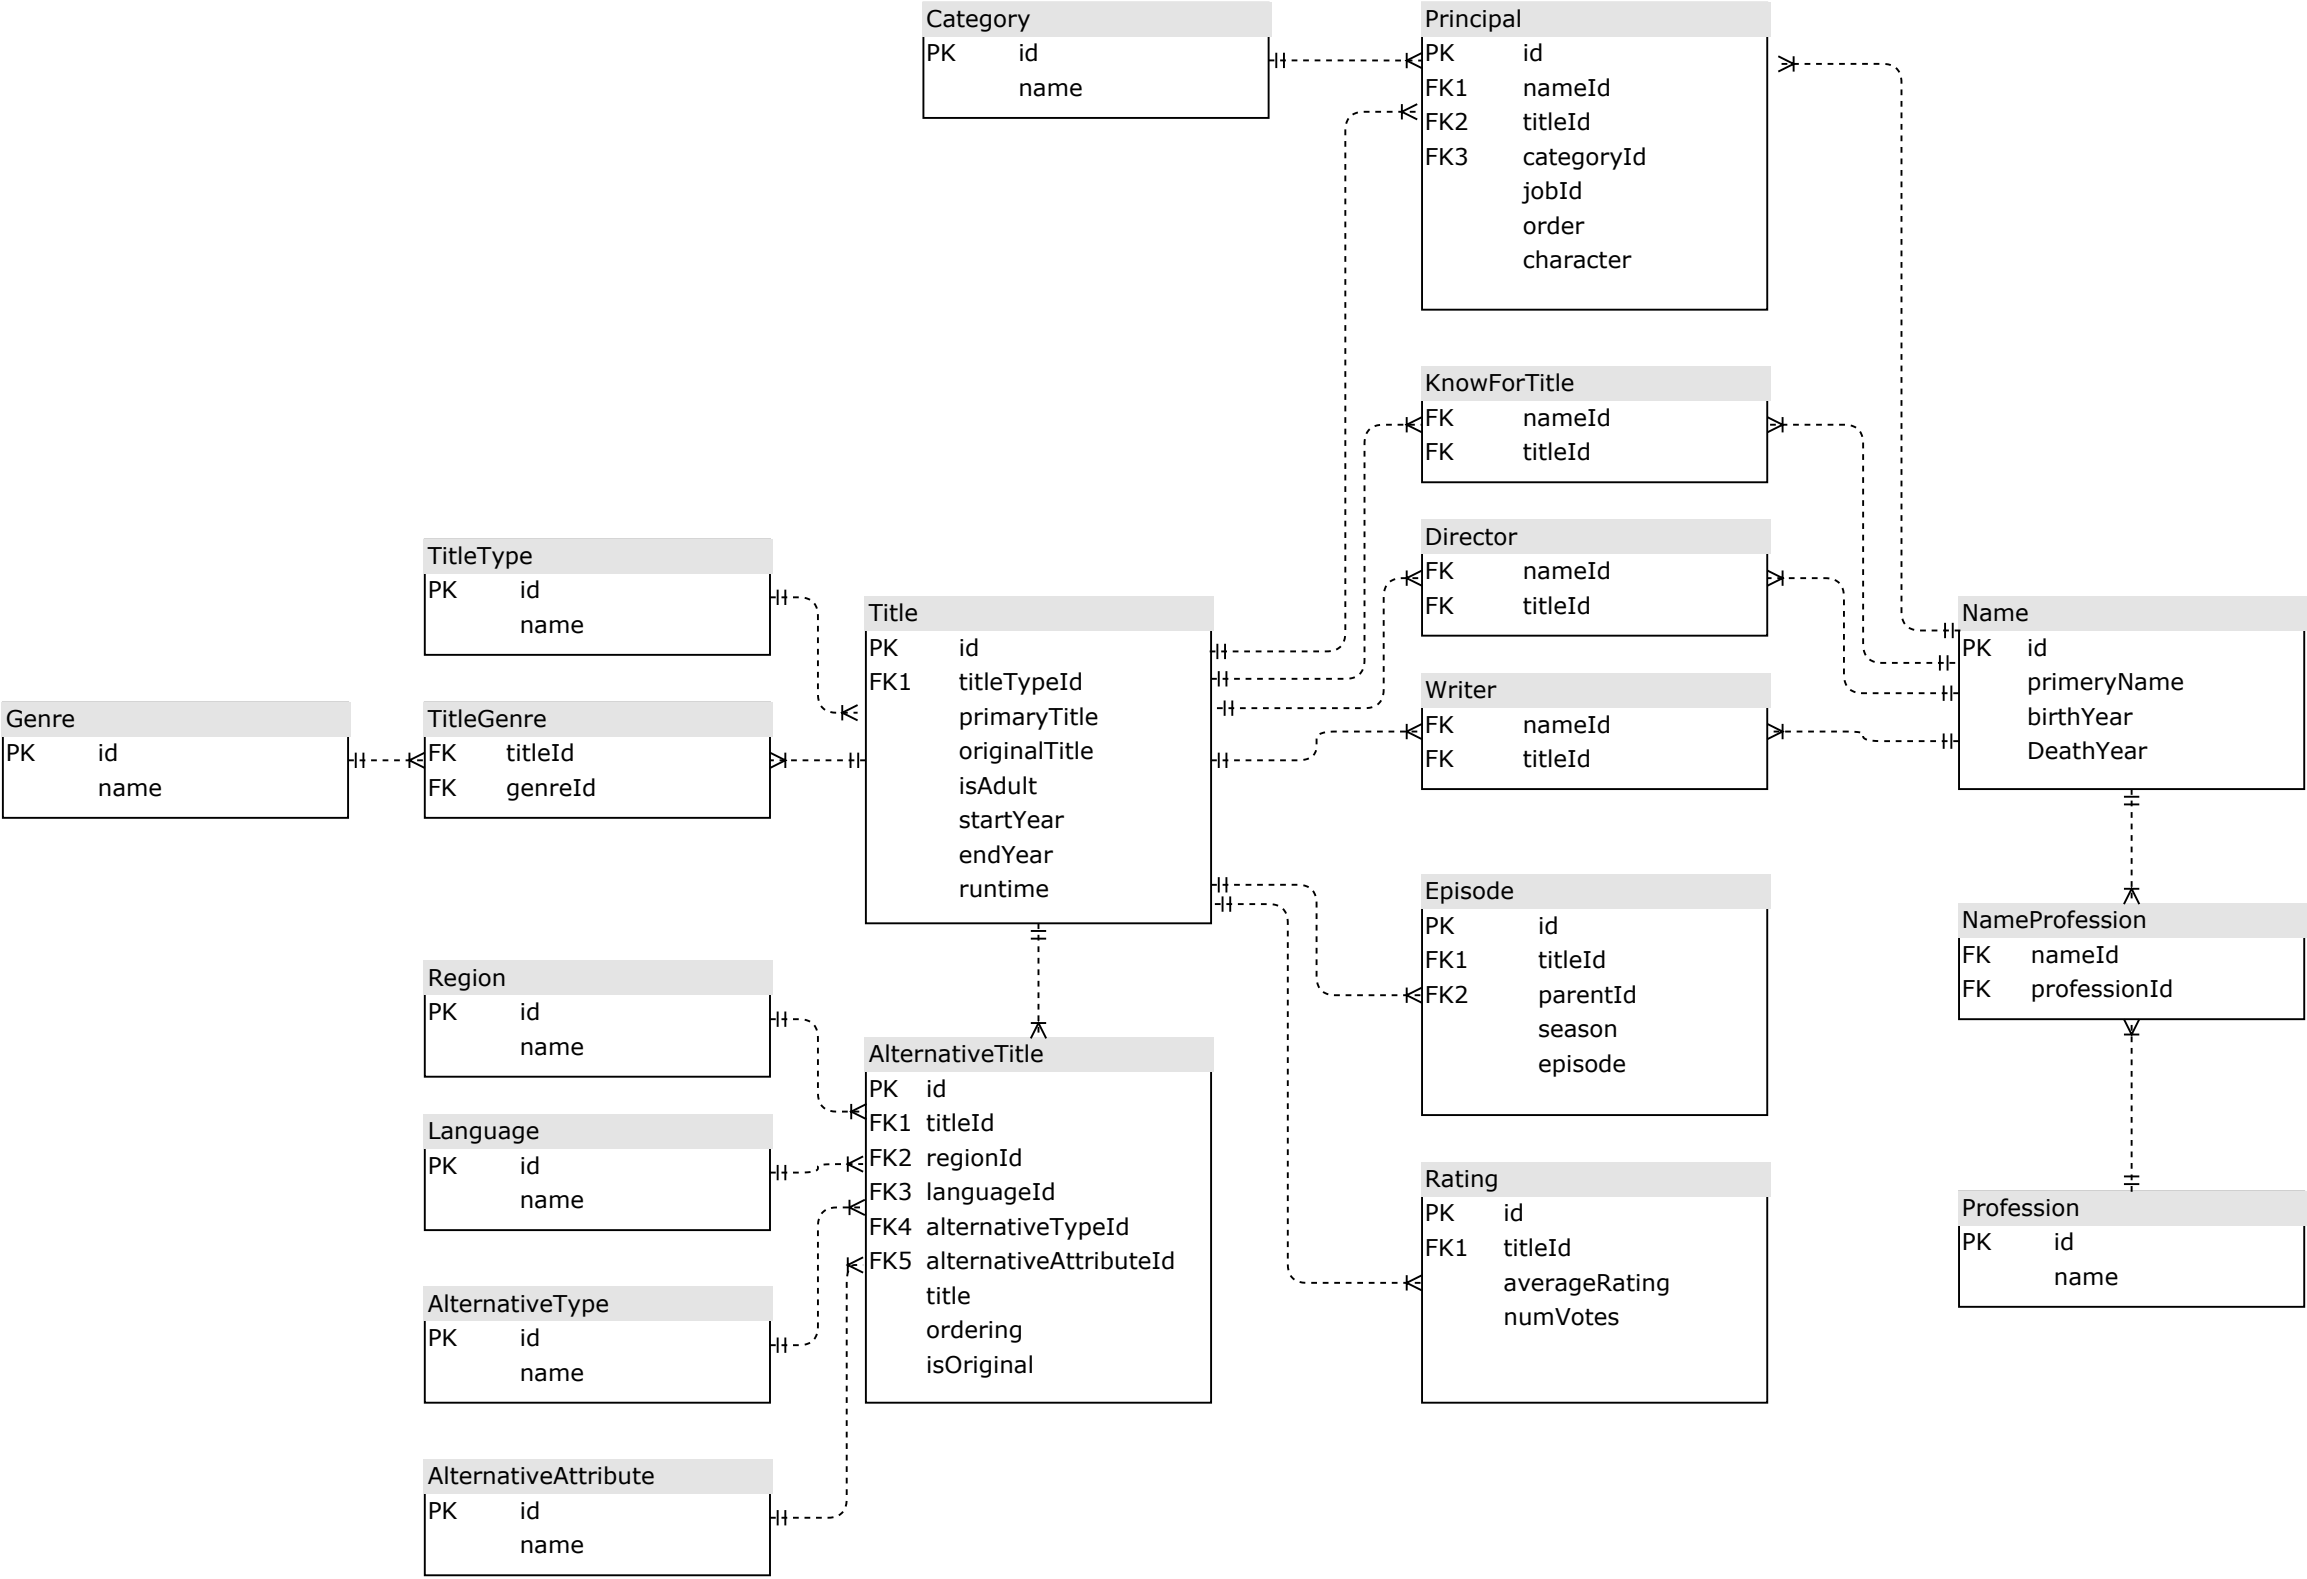 Category
PK id
name
Principal
PK id
FK1 nameId
FK2 titleId
FK3 categoryId
jobId
order
character
KnowForTitle
FK nameId
FK titleId
Director
FK nameId
FK titleId
Writer
FK nameId
FK titleId
TitleType
PK id
name
Genre
PK id
name
TitleGenre
FK titleId
FK genreId
Title
PK id
FK1 titleTypeId
primaryTitle
originalTitle
isAdult
startYear
endYear
runtime
Name
PK id
primeryName
birthYear
DeathYear
Episode
PK id
FK1 titleId
FK2 parentId
season
episode
NameProfession
FK nameId
FK professionId
Region
PK id
name
Language
PK id
name
AlternativeType
PK id
name
AlternativeAttribute
PK id
name
AlternativeTitle
PK id
FK1 titleId
FK2 regionId
FK3 languageId
FK4 alternativeTypeId
FK5 alternativeAttributeId
title
ordering
isOriginal
Rating
PK id
FK1 titleId
averageRating
numVotes
Profession
PK id
name